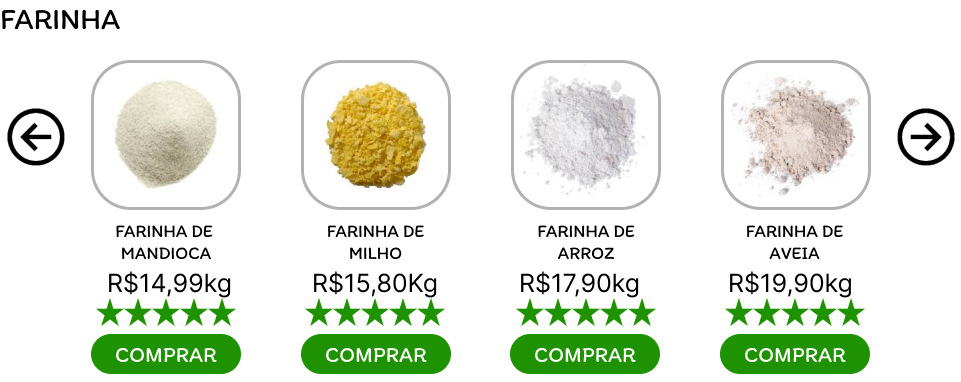 FARINHA
FARINHA DE
MANDIOCA
R$14,99kg
COMPRAR
FARINHA DE
MILHO
R$15,80Kg
COMPRAR
FARINHA DE
ARROZ
R$17,90kg
COMPRAR
FARINHA DE
AVEIA
R$19,90kg
COMPRAR